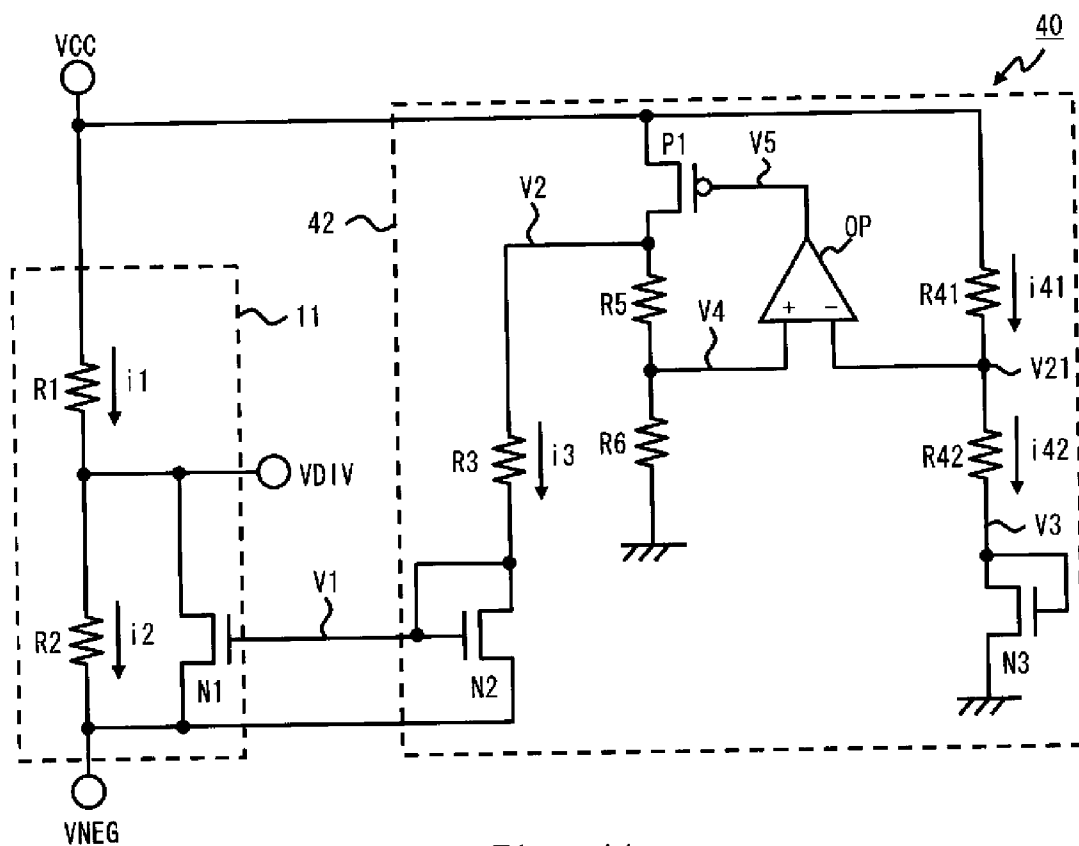 40
VCC
P1
V5
V2
42
OP
R5
R41
i41
11
V4
+
-
V21
R1
i1
R6
R42
i42
R3
i3
VDIV
V3
V1
R2
i2
N1
N2
N3
VNEG